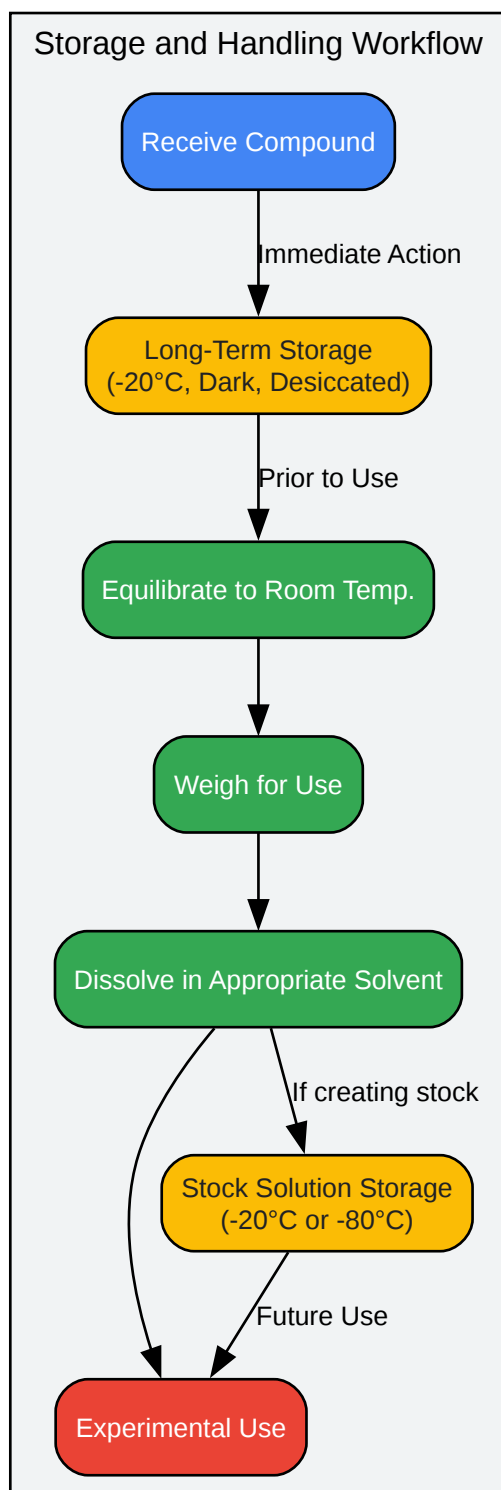 Storage and Handling Workflow
Receive Compound
Immediate Action
Long-Term Storage
(-20°C, Dark, Desiccated)
Prior to Use
Equilibrate to Room Temp.
Weigh for Use
Dissolve in Appropriate Solvent
If creating stock
Stock Solution Storage
(-20°C or -80°C)
Future Use
Experimental Use